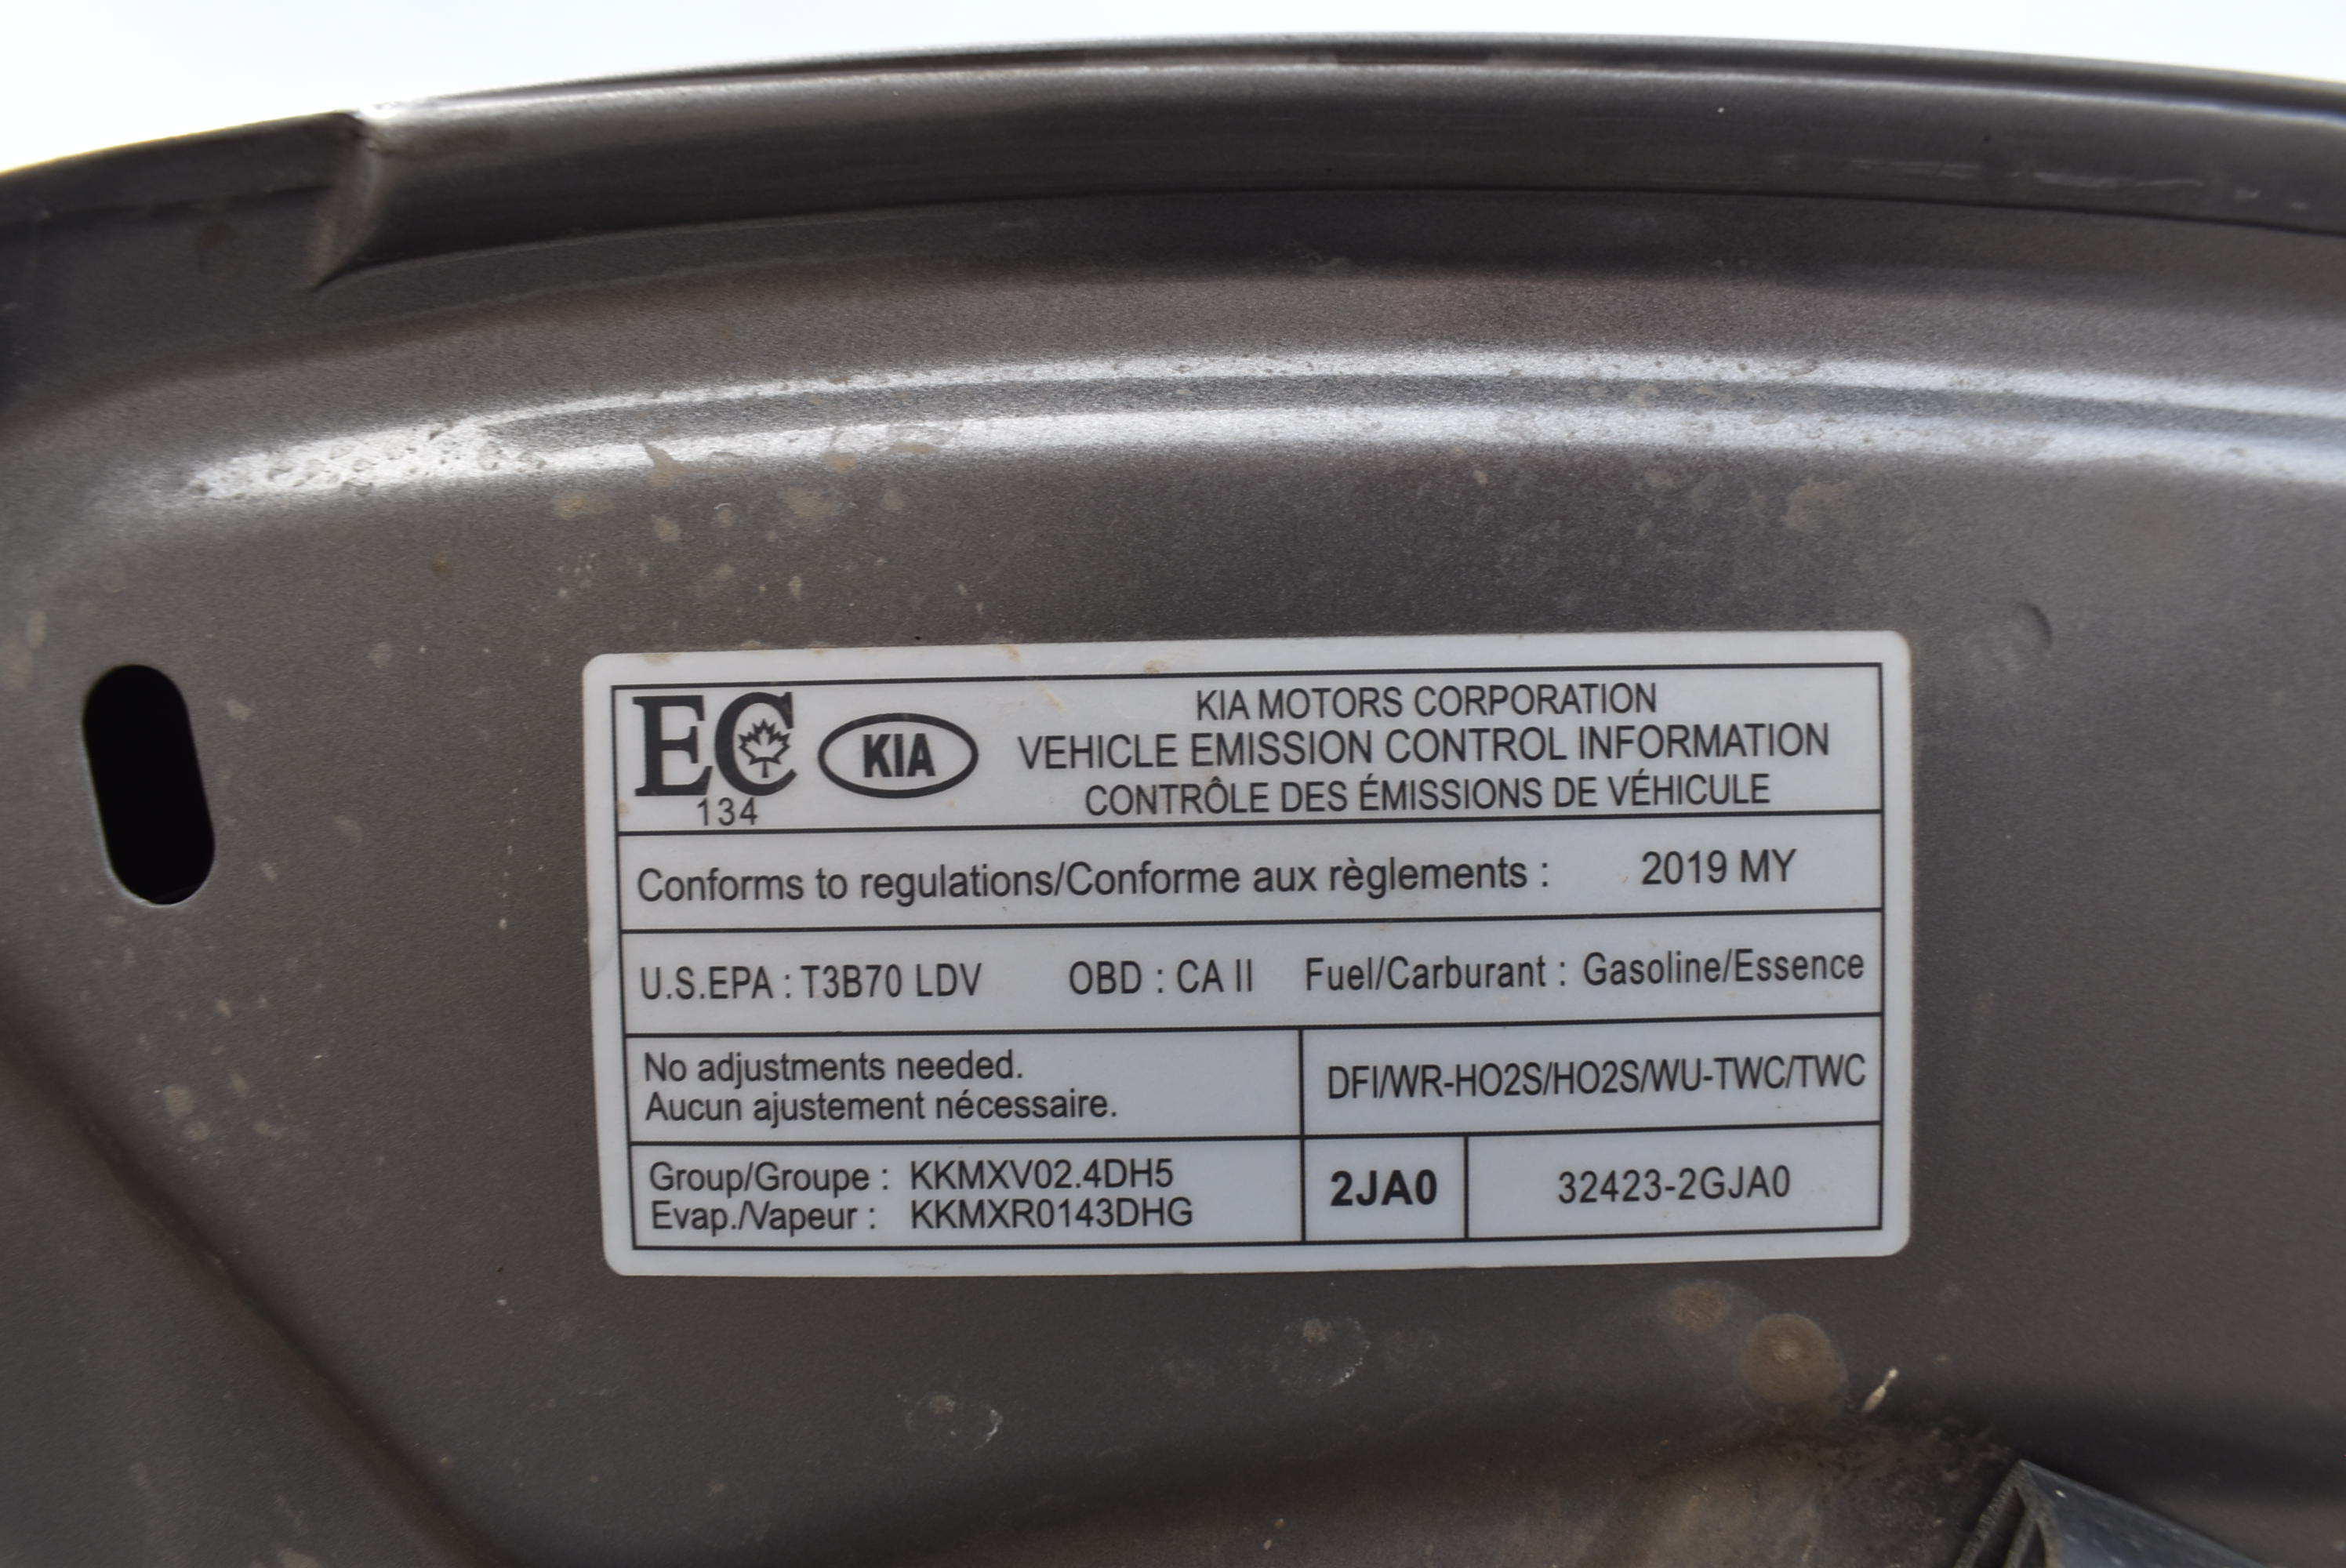 EC
134
KIA
KIA MOTORS CORPORATION
VEHICLE EMISSION CONTROL INFORMATION
CONTRÔLE DES ÉMISSIONS DE VÉHICULE
Conforms to regulations/Conforme aux règlements : 2019 MY
U.S.EPA : T3B70 LDV OBD : CA II Fuel/Carburant : Gasoline/Essence
No adjustments needed.
Aucun ajustement nécessaire.
DFI/WR-HO2S/HO2S/WU-TWC/TWC
Group/Groupe : KKMXV02.4DH5
Evap./Vapeur : KKMXR0143DHG
2JA0
32423-2GJA0